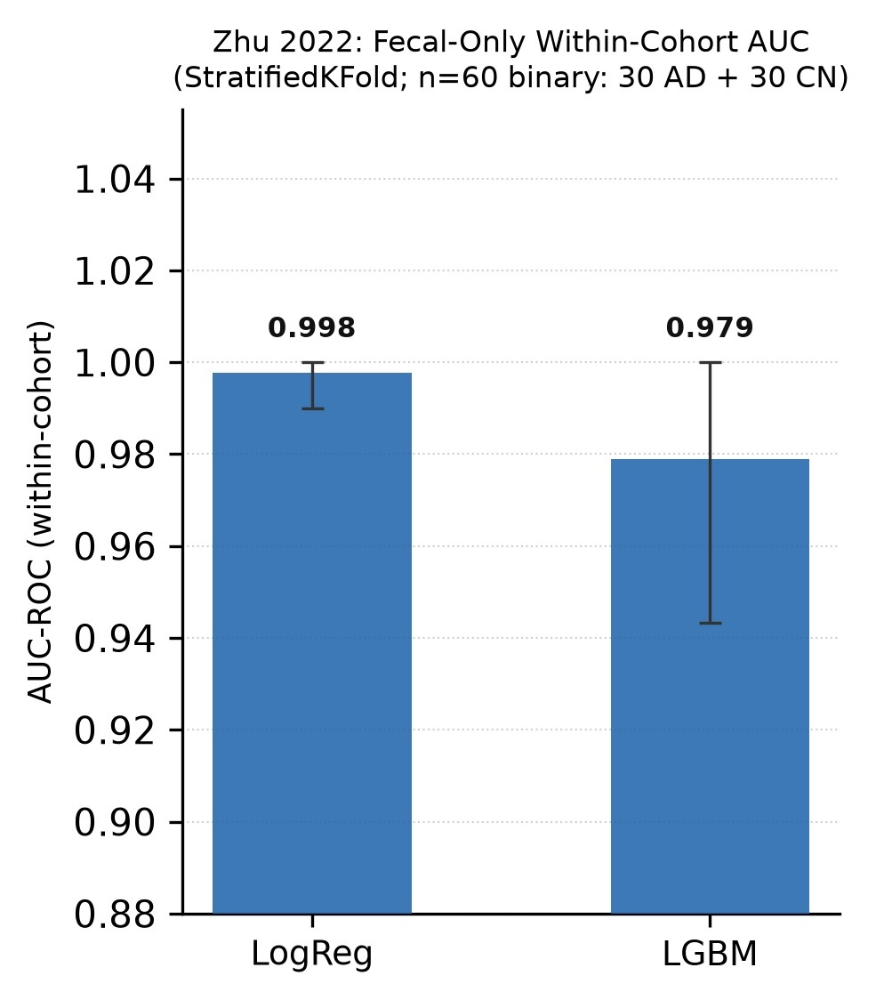 Zhu 2022: Fecal-Only Within-Cohort AUC
(StratifiedKFold; n=60 binary: 30 AD + 30 CN)
AUC-ROC (within-cohort)
1.04
1.02
1.00
0.98
0.96
0.94
0.92
0.90
0.88
0.998
0.979
LogReg
LGBM